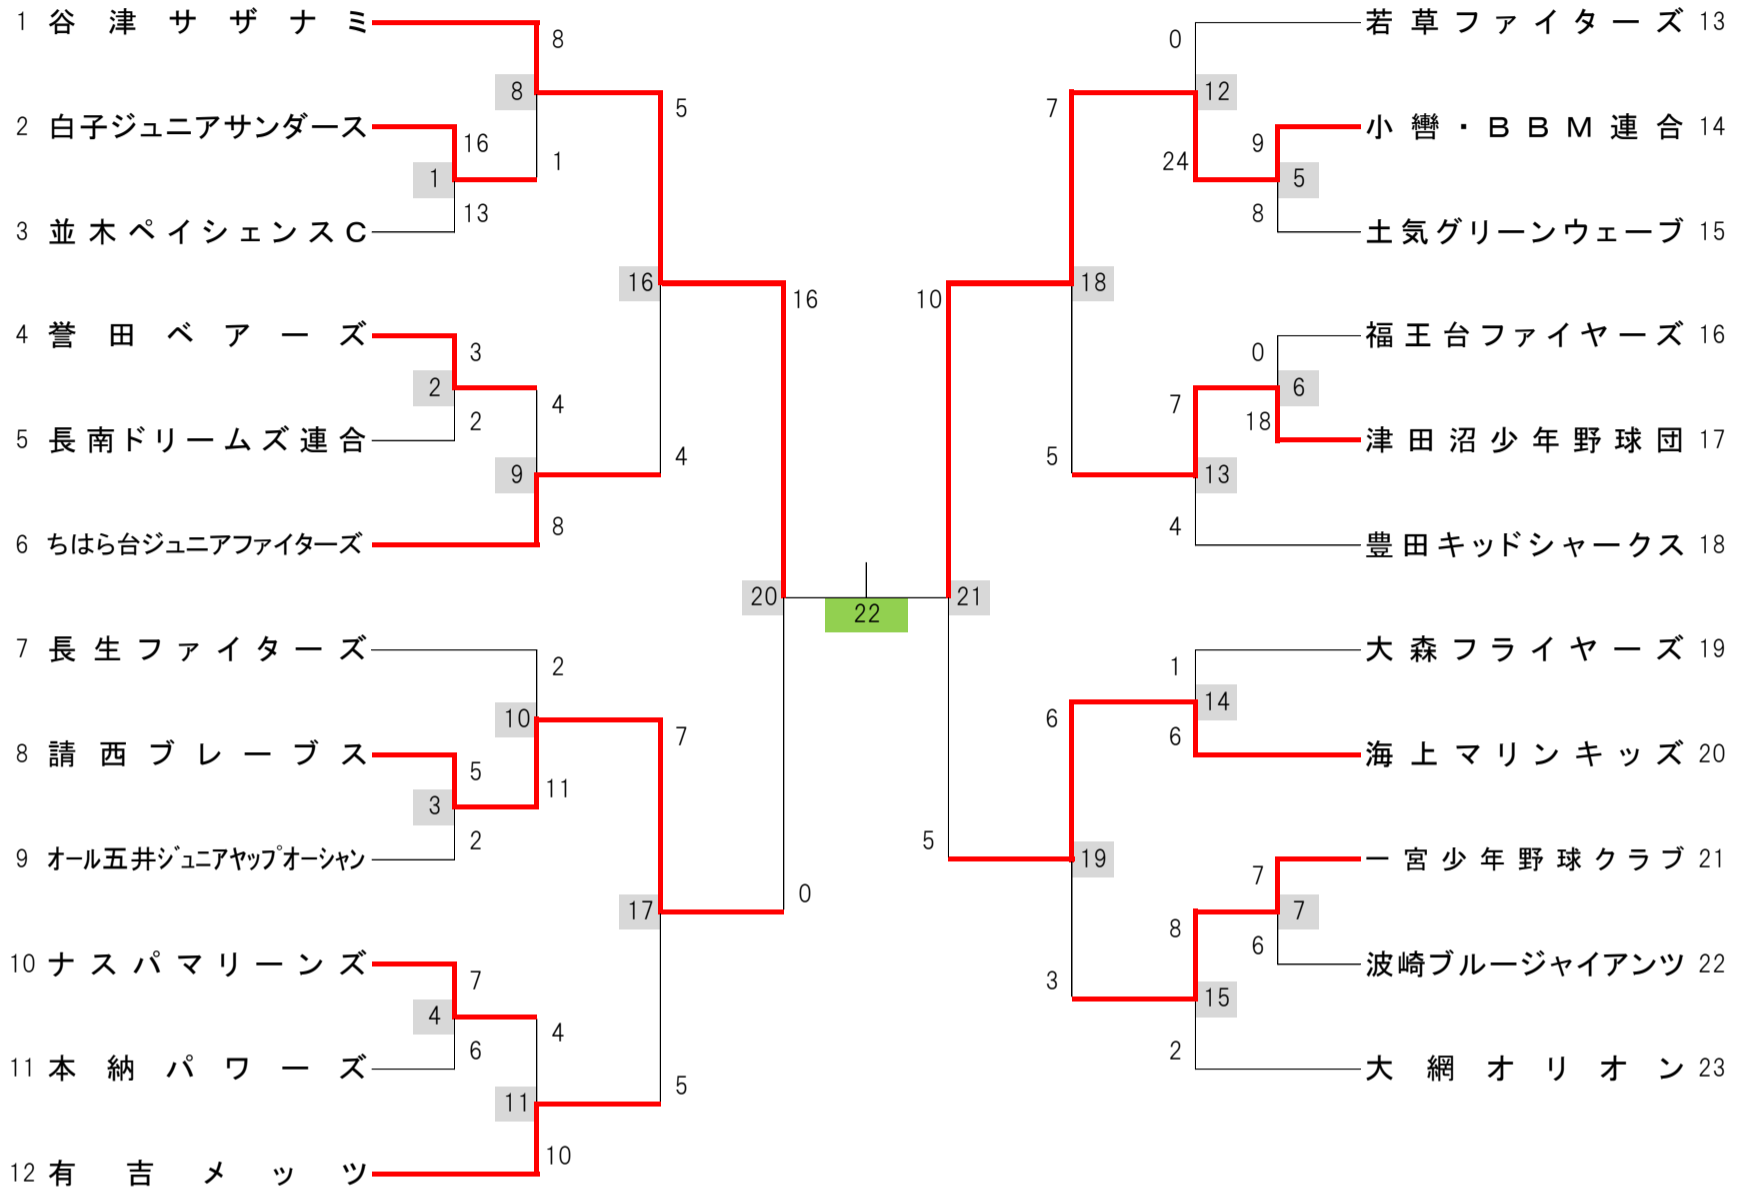 1 谷津サザナミ
8
8
5
2 白子ジュニアサンダース
16
1
1
13
3 並木ペイシェンスC
16
16
4 誉田ベアーズ
3
2
4
2
5 長南ドリームズ連合
9
4
8
6 ちはら台ジュニアファイターズ
20
7 長生ファイターズ
2
10
7
8 請西ブレーブス
5
11
3
2
9 オール五井ジュニアヤップオーシャン
17
0
10 ナスパマリーンズ
7
4
4
6
11 本納パワーズ
11
5
10
12 有吉メッツ
22
若草ファイターズ 13
0
12
7
小轡・BBM連合 14
9
24
5
8
土気グリーンウェーブ 15
10
18
福王台ファイヤーズ 16
0
6
7
18
津田沼少年野球団 17
5
13
4
豊田キッドシャークス 18
21
大森フライヤーズ 19
1
14
6
6
海上マリンキッズ 20
5
19
一宮少年野球クラブ 21
7
7
8
6
波崎ブルージャイアンツ 22
3
15
2
大網オリオン 23